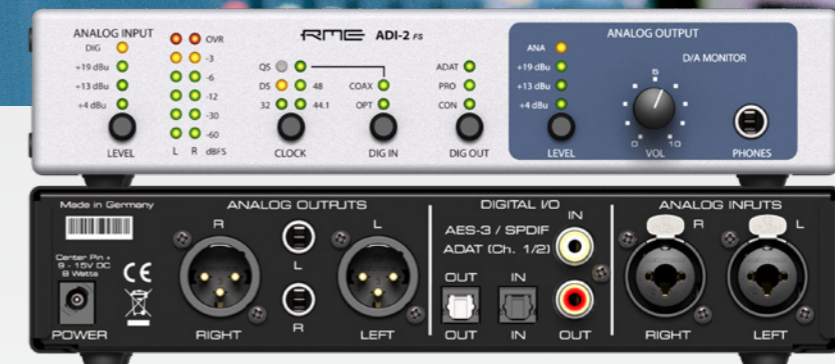 ANALOG INPUT
DIG
+19 dBu
+13 dBu
+4 dBu
LEVEL
OVR
-3
-6
-12
-30
-60
L R dBFS
RME ADI-2 FS
QS
DS 48
32 44.1
CLOCK
COAX
OPT
DIG IN
ADAT
PRO
CON
DIG OUT
ANALOG OUTPUT
ANA
+19 dBu
+13 dBu
+4 dBu
LEVEL
D/A MONITOR
5
0 10
VOL
PHONES
Made in Germany
Center Pin +
9 - 15V DC
8 Watts
CE
POWER
ANALOG OUTPUTS
R
RIGHT
L
R
L
LEFT
DIGITAL I/O
IN
AES-3 / SPDIF
ADAT (Ch. 1/2)
OUT IN
OUT IN OUT
ANALOG INPUTS
R L
RIGHT LEFT